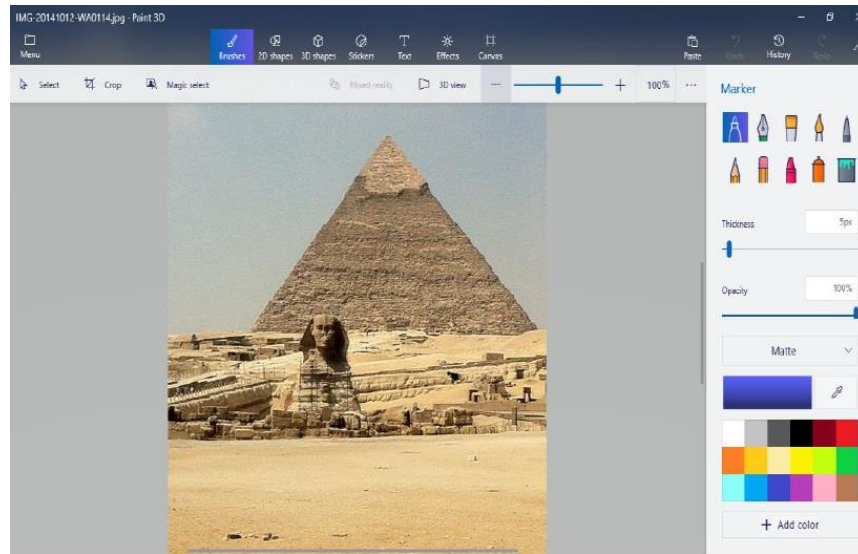 IMG-20141012-WA0114.jpg - Paint 3D
Menu Brushes 2D shapes 3D shapes Stickers Text Effects Canvas Paste Undo History Redo
Select Crop Magic select Mixed reality 3D view 100% ...
Marker
Thickness 5px
Opacity 100%
Matte
+ Add color